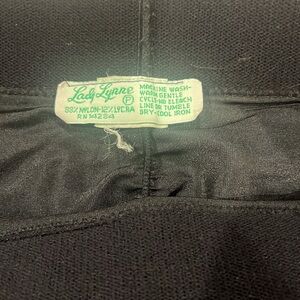 Lady Lynne
P
88% NYLON-12% LYCRA
RN 14284
MACHINE WASH-
WARM GENTLE
CYCLE-NO BLEACH
LINE OR TUMBLE
DRY-COOL IRON